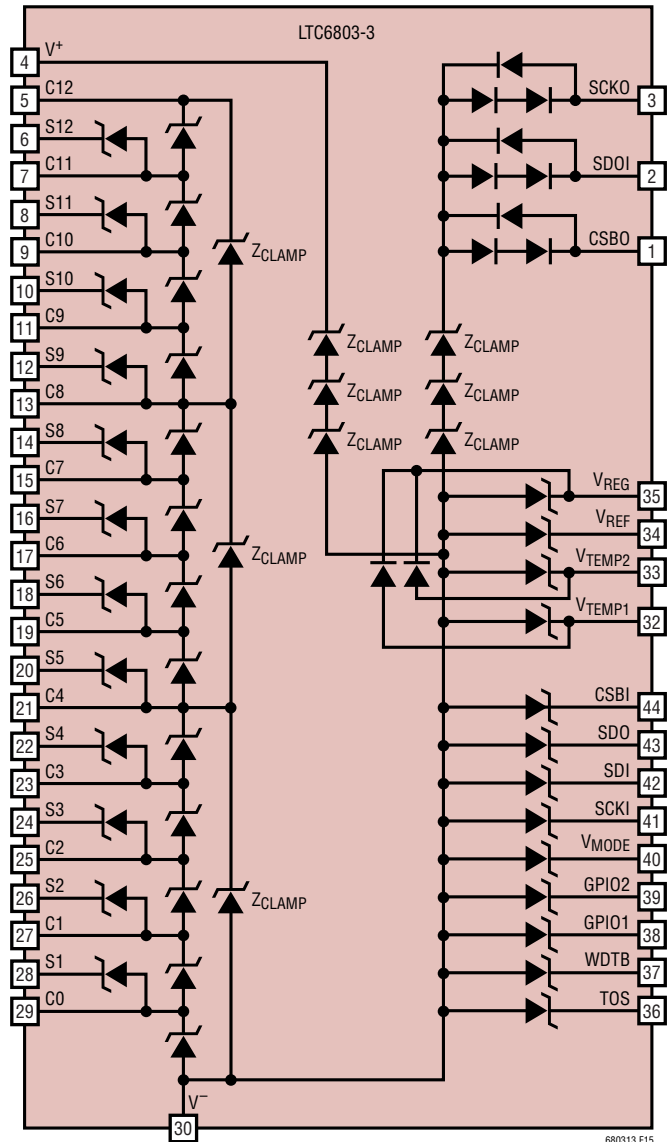 LTC6803-3
4 V+
5 C12
6 S12
7 C11
8 S11
9 C10
10 S10
11 C9
12 S9
13 C8
14 S8
15 C7
16 S7
17 C6
18 S6
19 C5
20 S5
21 C4
22 S4
23 C3
24 S3
25 C2
26 S2
27 C1
28 S1
29 C0
30 V−
ZCLAMP
ZCLAMP
ZCLAMP
ZCLAMP
ZCLAMP
ZCLAMP
ZCLAMP
ZCLAMP
ZCLAMP
SCKO 3
SDOI 2
CSBO 1
VREG 35
VREF 34
VTEMP2 33
VTEMP1 32
CSBI 44
SDO 43
SDI 42
SCKI 41
VMODE 40
GPIO2 39
GPIO1 38
WDTB 37
TOS 36
680313 F15